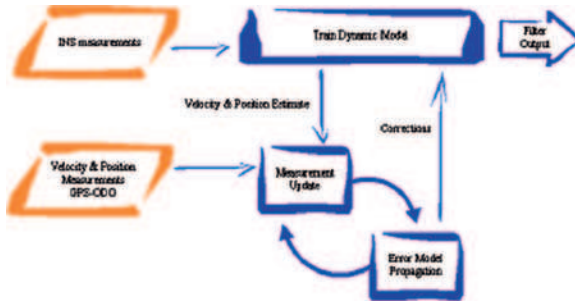 INS measurements
Train Dynamic Model
Filter
Output
Velocity & Position Estimate
Corrections
Velocity & Position
Measurements
GPS-ODO
Measurement
Update
Error Model
Propagation